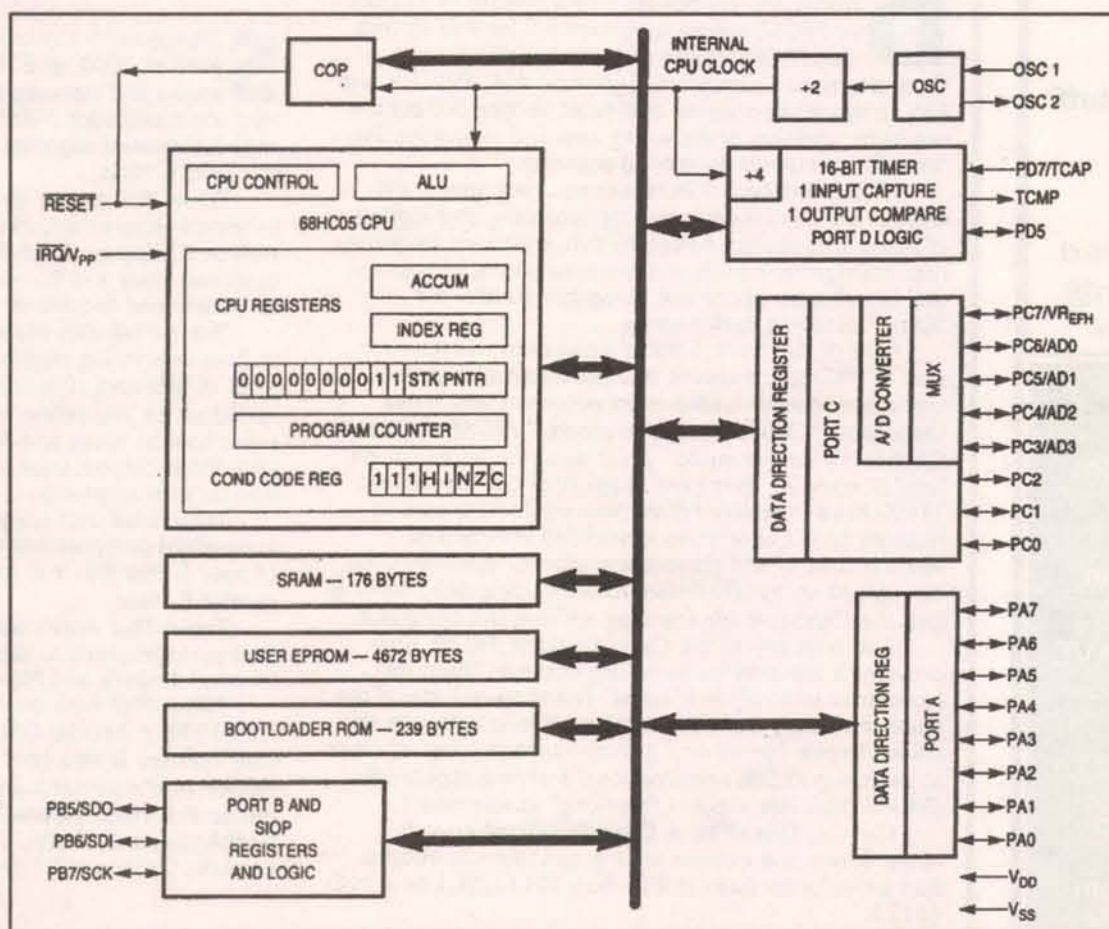 COP
INTERNAL
CPU CLOCK
÷2
OSC
OSC 1
OSC 2
CPU CONTROL
ALU
RESET
68HC05 CPU
IRQ/VPP
÷4
16-BIT TIMER
1 INPUT CAPTURE
1 OUTPUT COMPARE
PORT D LOGIC
PD7/TCAP
TCMP
PD5
ACCUM
CPU REGISTERS
INDEX REG
0 0 0 0 0 0 0 0 1 1 STK PNTR
PROGRAM COUNTER
COND CODE REG 1 1 1 H I N Z C
DATA DIRECTION REGISTER
PORT C
A/D CONVERTER
MUX
PC7/VREFH
PC6/AD0
PC5/AD1
PC4/AD2
PC3/AD3
PC2
PC1
PC0
SRAM — 176 BYTES
USER EPROM — 4672 BYTES
BOOTLOADER ROM — 239 BYTES
PB5/SDO
PB6/SDI
PB7/SCK
PORT B AND
SIOP
REGISTERS
AND LOGIC
DATA DIRECTION REG.
PORT A
PA7
PA6
PA5
PA4
PA3
PA2
PA1
PA0
VDD
VSS